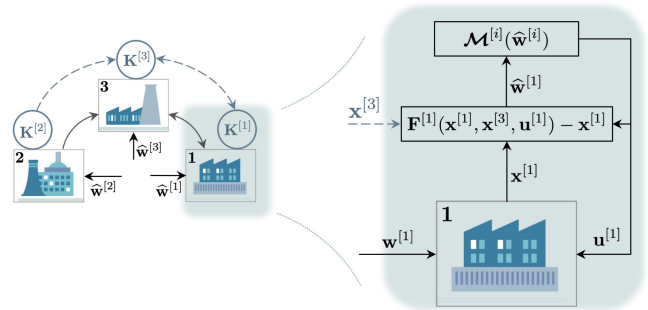 K^[3]
K^[2]
3
K^[1]
ŵ^[3]
2
1
ŵ^[2]
ŵ^[1]
𝓜^[i](ŵ^[i])
ŵ^[1]
x^[3]
F^[1](x^[1], x^[3], u^[1]) − x^[1]
x^[1]
1
w^[1]
u^[1]